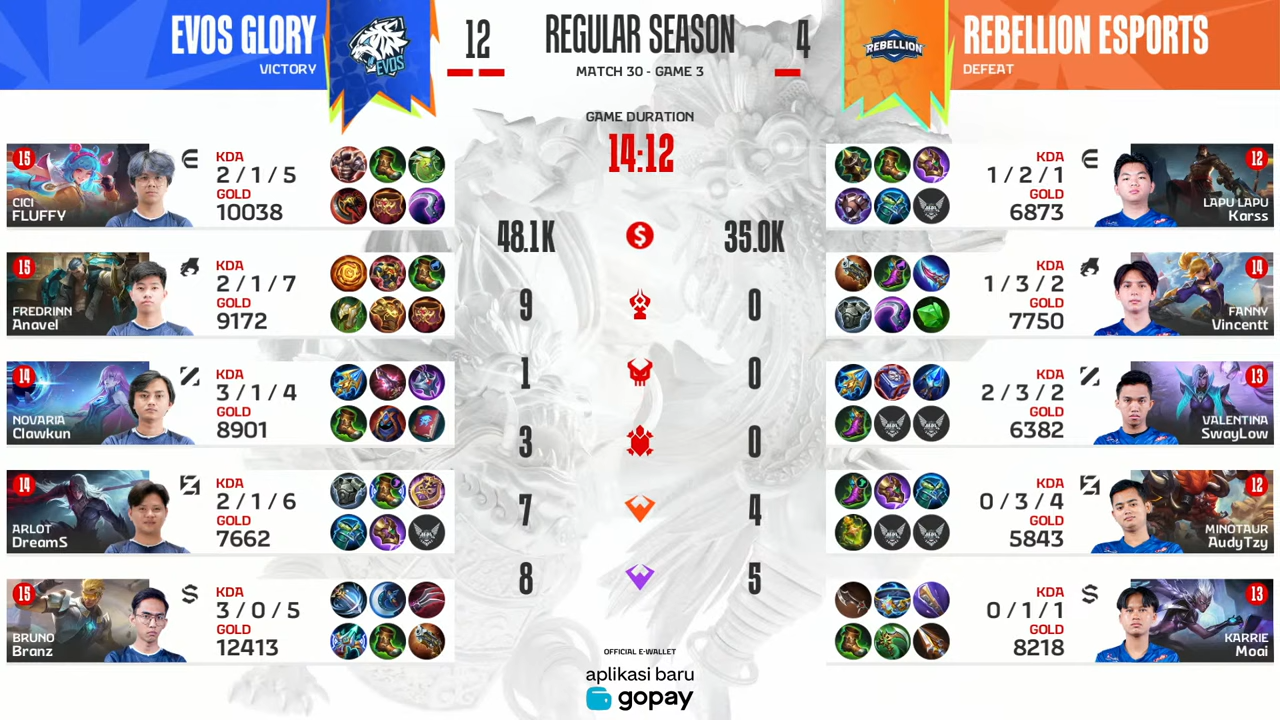 EVOS GLORY
VICTORY
EVOS
12
REGULAR SEASON
MATCH 30 - GAME 3
4
REBELLION
REBELLION ESPORTS
DEFEAT
GAME DURATION
14:12
15
CICI
FLUFFY
KDA
2 / 1 / 5
GOLD
10038
15
FREDRINN
Anavel
KDA
2 / 1 / 7
GOLD
9172
14
NOVARIA
Clawkun
KDA
3 / 1 / 4
GOLD
8901
14
ARLOT
DreamS
KDA
2 / 1 / 6
GOLD
7662
15
BRUNO
Branz
KDA
3 / 0 / 5
GOLD
12413
48.1K
35.0K
9
0
1
0
3
0
7
4
8
5
KDA
1 / 2 / 1
GOLD
6873
12
LAPU LAPU
Karss
KDA
1 / 3 / 2
GOLD
7750
14
FANNY
Vincentt
KDA
2 / 3 / 2
GOLD
6382
13
VALENTINA
SwayLow
KDA
0 / 3 / 4
GOLD
5843
12
MINOTAUR
AudyTzy
KDA
0 / 1 / 1
GOLD
8218
13
KARRIE
Moai
OFFICIAL E-WALLET
aplikasi baru
gopay